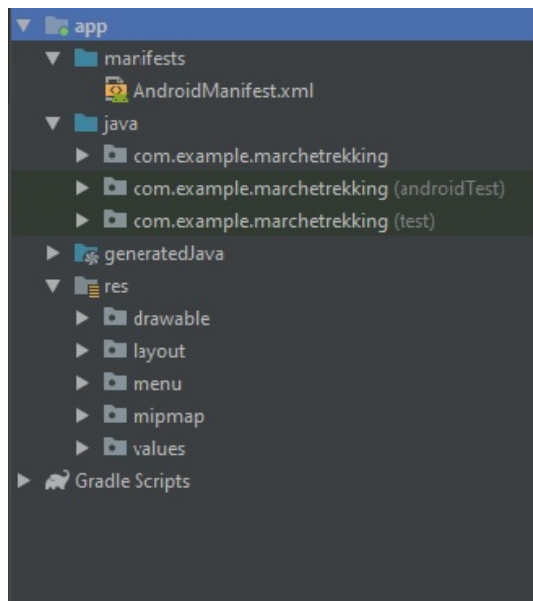 app
manifests
AndroidManifest.xml
java
com.example.marchetrekking
com.example.marchetrekking (androidTest)
com.example.marchetrekking (test)
generatedJava
res
drawable
layout
menu
mipmap
values
Gradle Scripts